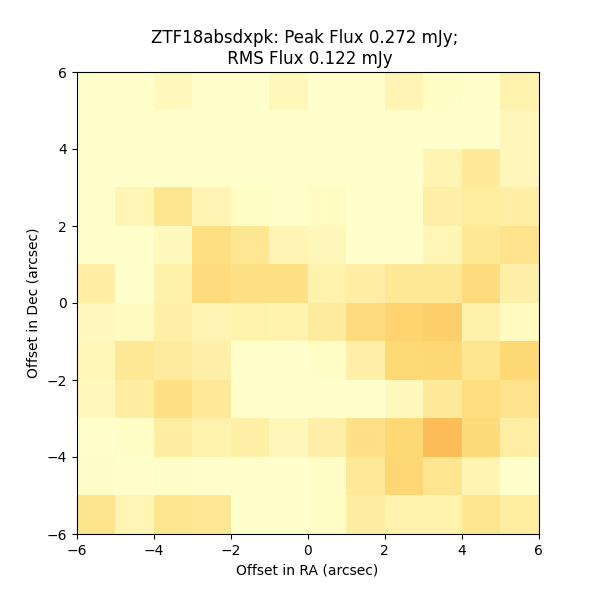 ZTF18absdxpk: Peak Flux 0.272 mJy;
RMS Flux 0.122 mJy
6
4
2
0
−2
−4
−6
Offset in Dec (arcsec)
−6 −4 −2 0 2 4 6
Offset in RA (arcsec)